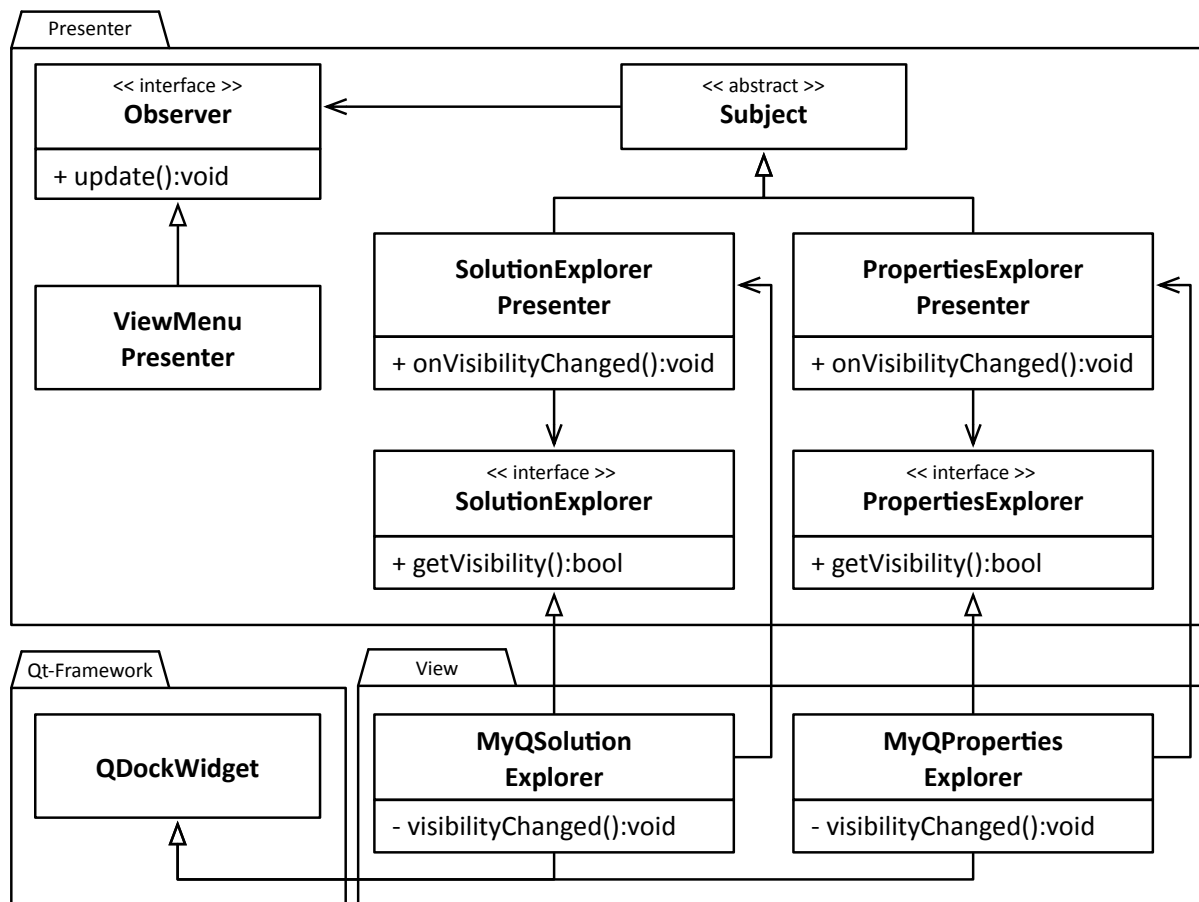 Presenter
<< interface >>
Observer
+ update():void
<< abstract >>
Subject
ViewMenu
Presenter
SolutionExplorer
Presenter
+ onVisibilityChanged():void
PropertiesExplorer
Presenter
+ onVisibilityChanged():void
<< interface >>
SolutionExplorer
+ getVisibility():bool
<< interface >>
PropertiesExplorer
+ getVisibility():bool
Qt-Framework
QDockWidget
View
MyQSolution
Explorer
- visibilityChanged():void
MyQProperties
Explorer
- visibilityChanged():void